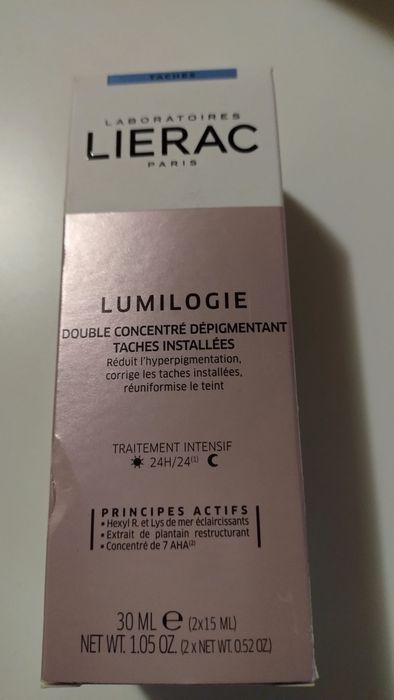 TACHES
LABORATOIRES
LIERAC
PARIS
LUMILOGIE
DOUBLE CONCENTRÉ DÉPIGMENTANT
TACHES INSTALLÉES
Réduit l'hyperpigmentation,
corrige les taches installées,
réuniformise le teint
TRAITEMENT INTENSIF
24H/24(1)
PRINCIPES ACTIFS
• Hexyl R. et Lys de mer éclaircissants
• Extrait de plantain restructurant
• Concentré de 7 AHA(2)
30 ML ℮ (2x15 ML)
NET WT. 1.05 OZ. (2 x NET WT. 0.52 OZ.)